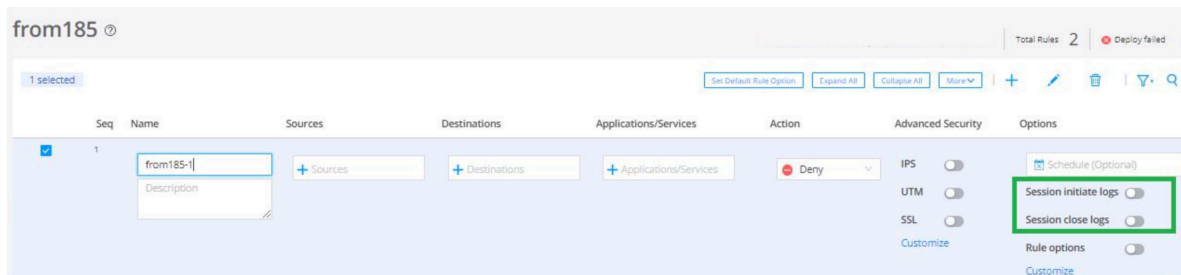 from185
Total Rules 2 Deploy failed
1 selected
Set Default Rule Option Expand All Collapse All More
Seq Name Sources Destinations Applications/Services Action Advanced Security Options
1 from185-1 Sources Destinations Applications/Services Deny IPS Schedule (Optional)
Description UTM Session initiate logs
SSL Session close logs
Customize Rule options
Customize